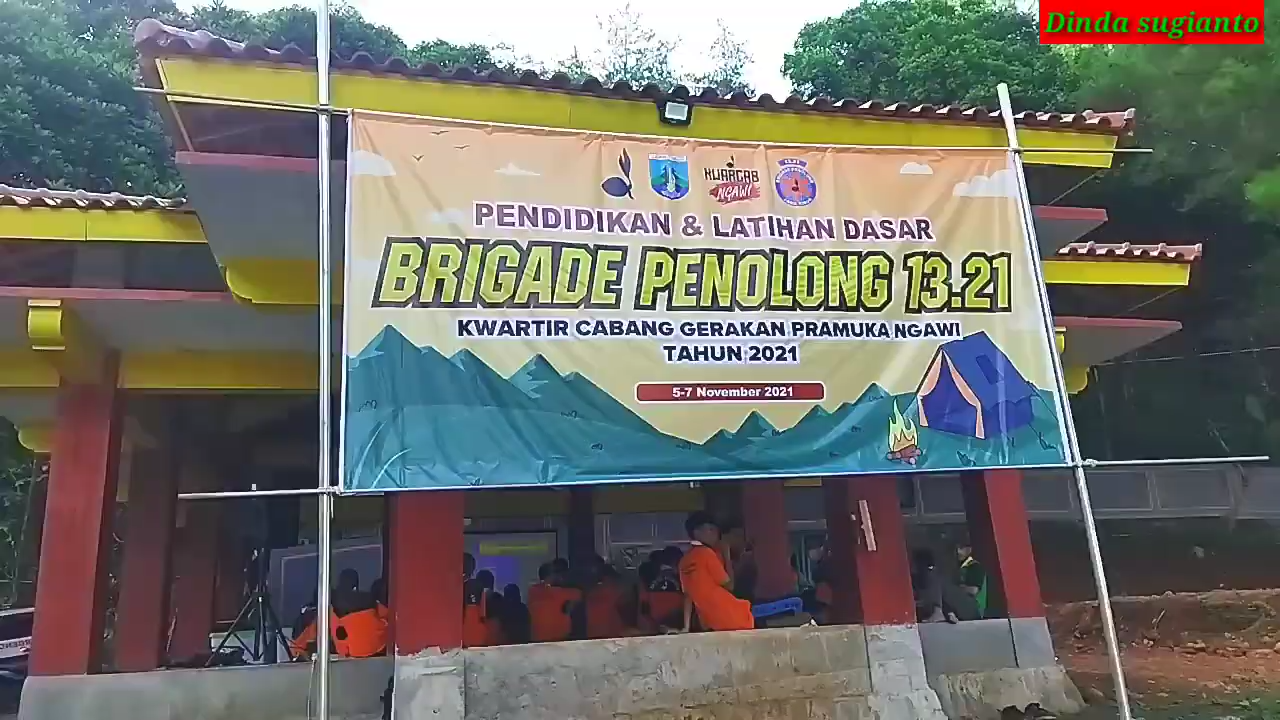 Dinda sugianto
KWARCAB
NGAWI
PENDIDIKAN & LATIHAN DASAR
BRIGADE PENOLONG 13.21
KWARTIR CABANG GERAKAN PRAMUKA NGAWI
TAHUN 2021
5-7 November 2021